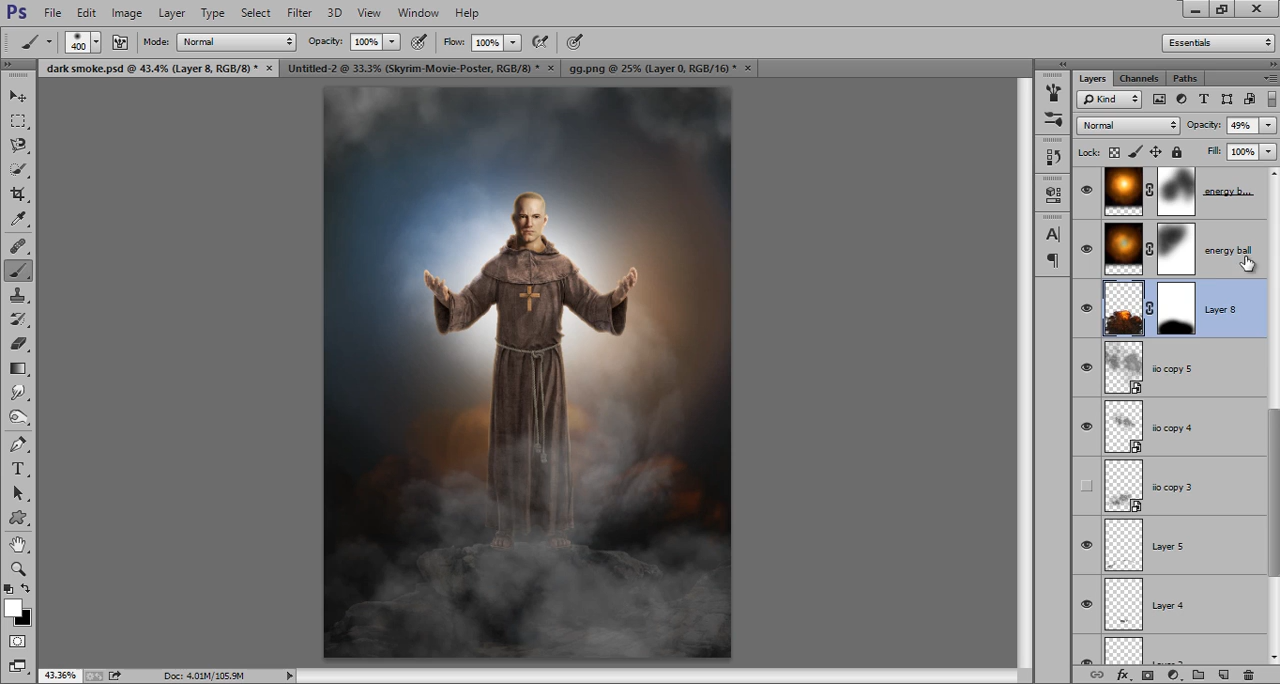 Ps File Edit Image Layer Type Select Filter 3D View Window Help
400 Mode: Normal Opacity: 100% Flow: 100% Essentials
dark smoke.psd @ 43.4% (Layer 8, RGB/8) * × Untitled-2 @ 33.3% (Skyrim-Movie-Poster, RGB/8) * × gg.png @ 25% (Layer 0, RGB/16) * ×
Layers Channels Paths
Kind
Normal Opacity: 49%
Lock: Fill: 100%
energy b...
energy ball
Layer 8
iio copy 5
iio copy 4
iio copy 3
Layer 5
Layer 4
43.36% Doc: 4.01M/105.9M